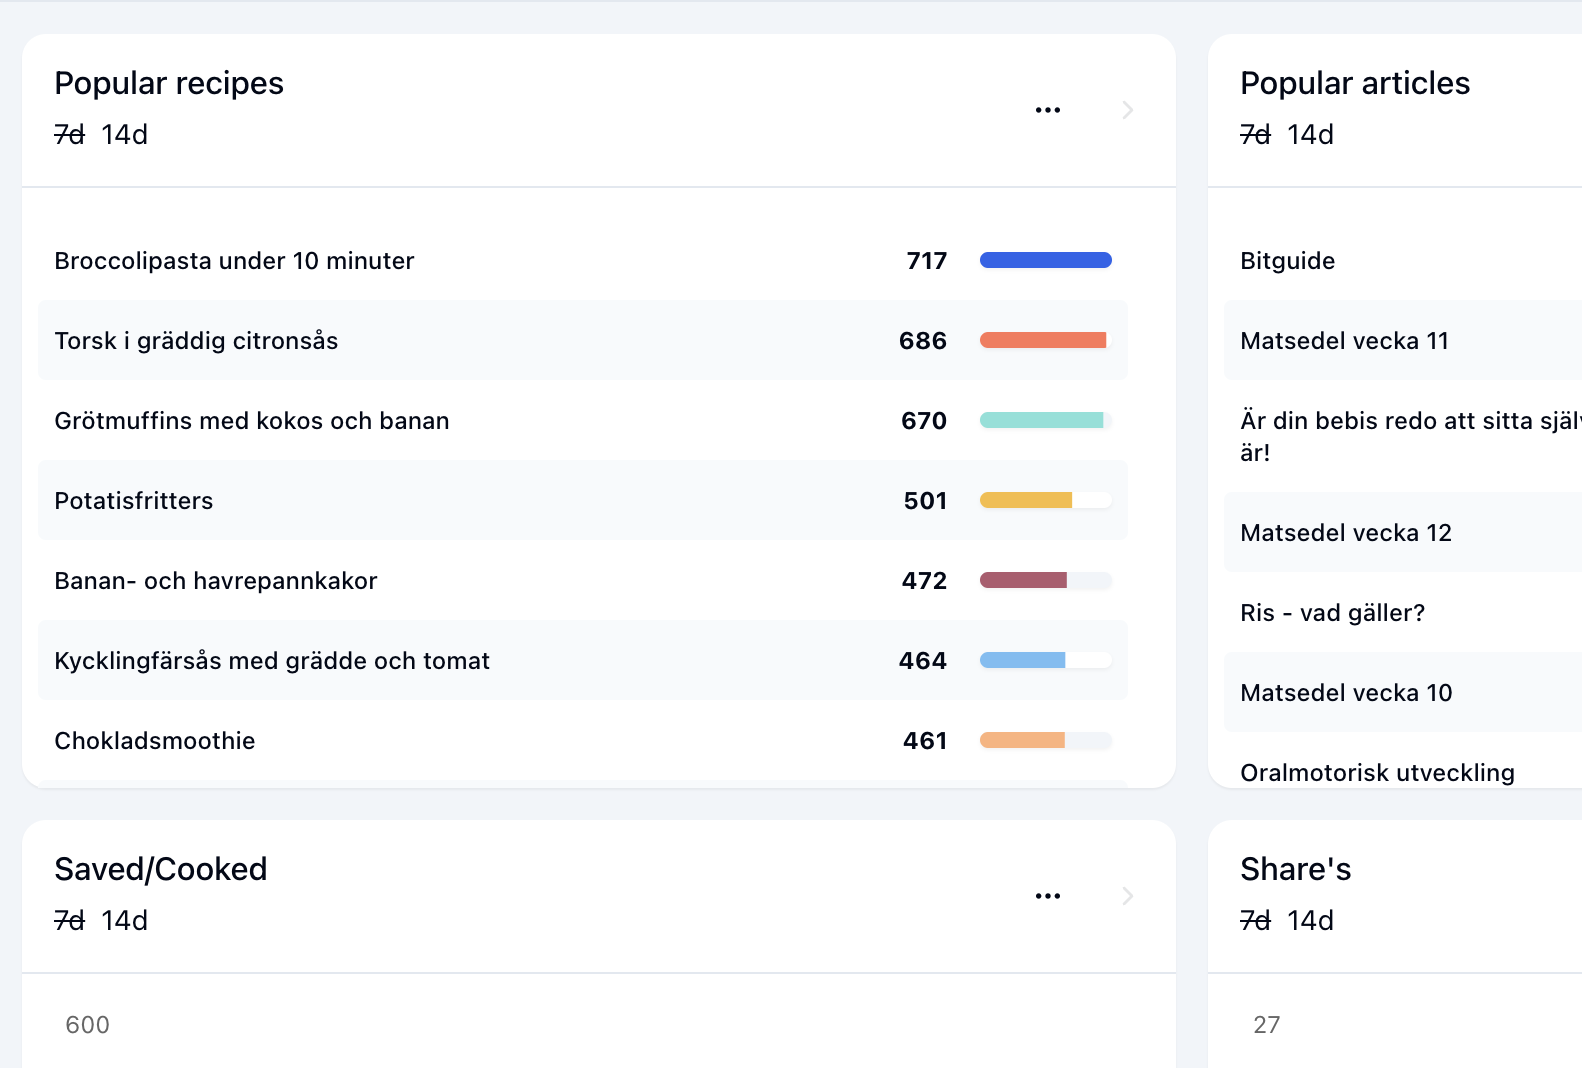 Popular recipes
7d 14d
Broccolipasta under 10 minuter 717
Torsk i gräddig citronsås 686
Grötmuffins med kokos och banan 670
Potatisfritters 501
Banan- och havrepannkakor 472
Kycklingfärsås med grädde och tomat 464
Chokladsmoothie 461
Popular articles
7d 14d
Bitguide
Matsedel vecka 11
Är din bebis redo att sitta
är!
Matsedel vecka 12
Ris - vad gäller?
Matsedel vecka 10
Oralmotorisk utveckling
Saved/Cooked
7d 14d
600
Share's
7d 14d
27